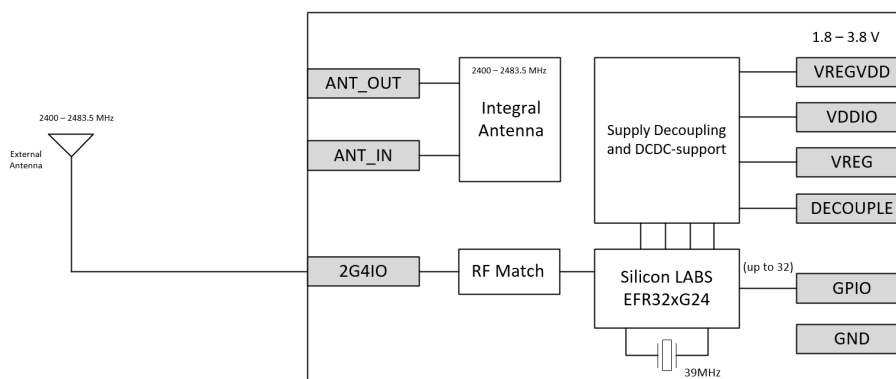 1.8 – 3.8 V
ANT_OUT
2400 – 2483.5 MHz
Integral
Antenna
VREGVDD
2400 – 2483.5 MHz
VDDIO
Supply Decoupling
and DCDC-support
External
Antenna
ANT_IN
VREG
DECOUPLE
2G4IO
RF Match
Silicon LABS
EFR32xG24
(up to 32)
GPIO
GND
39MHz